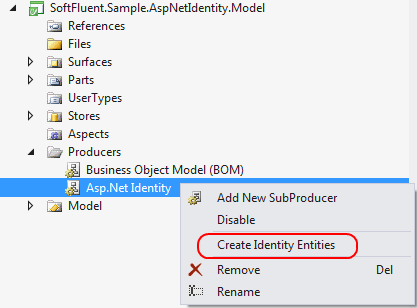 SoftFluent.Sample.AspNetIdentity.Model
References
Files
Surfaces
Parts
UserTypes
Stores
Aspects
Producers
Business Object Model (BOM)
Asp.Net Identity
Model
Add New SubProducer
Disable
Create Identity Entities
Remove Del
Rename